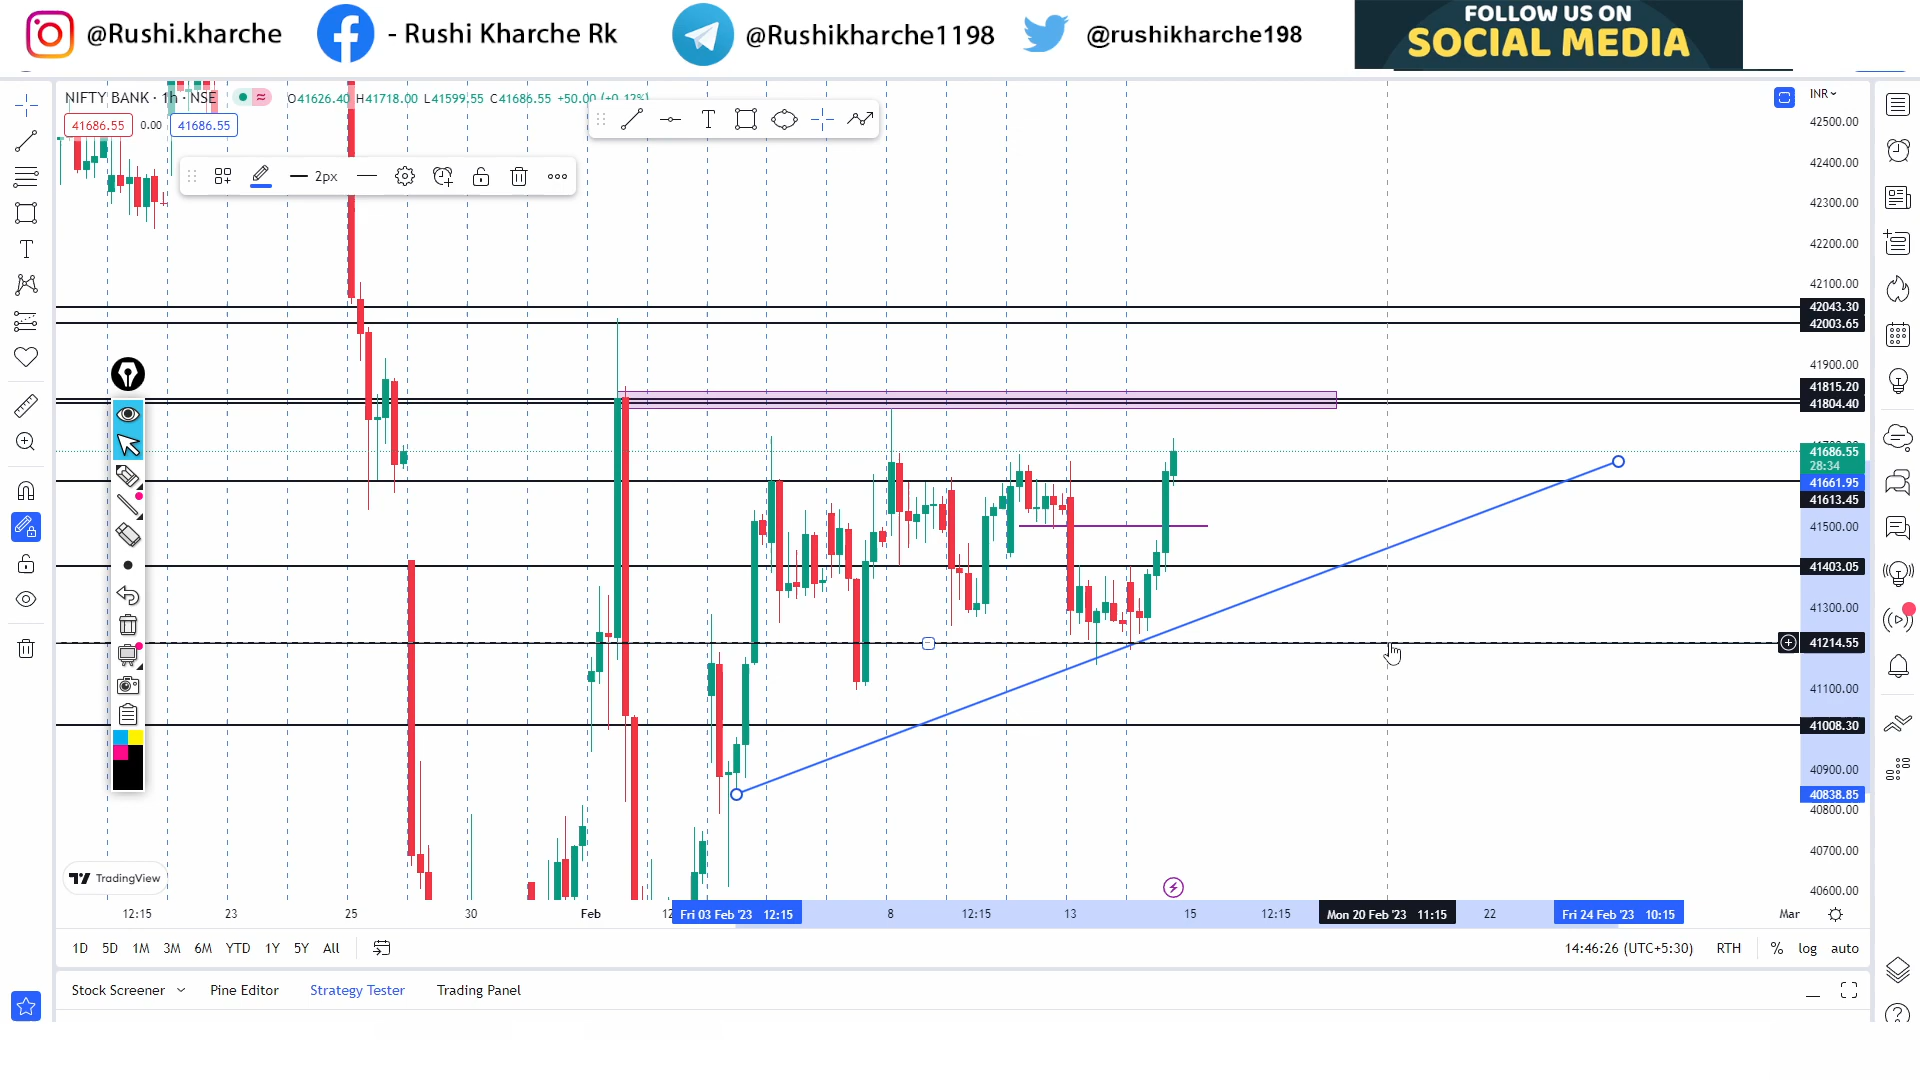 @Rushi.kharche - Rushi Kharche Rk @Rushikharche1198 @rushikharche198
FOLLOW US ON
SOCIAL MEDIA
NIFTY BANK · 1h · NSE O41626.40 H41718.00 L41599.55 C41686.55 +50.00 (+0.12%)
INR
41686.55 0.00 41686.55
2px
42500.00
42400.00
42300.00
42200.00
42100.00
42043.30
42003.65
41900.00
41815.20
41804.40
41686.55
28:34
41661.95
41613.45
41500.00
41403.05
41300.00
41214.55
41100.00
41008.30
40900.00
40838.85
40800.00
40700.00
40600.00
TradingView
12:15 23 25 30 Feb Fri 03 Feb '23 12:15 8 12:15 13 15 12:15 Mon 20 Feb '23 11:15 22 Fri 24 Feb '23 10:15 Mar
1D 5D 1M 3M 6M YTD 1Y 5Y All 14:46:26 (UTC+5:30) RTH % log auto
Stock Screener Pine Editor Strategy Tester Trading Panel